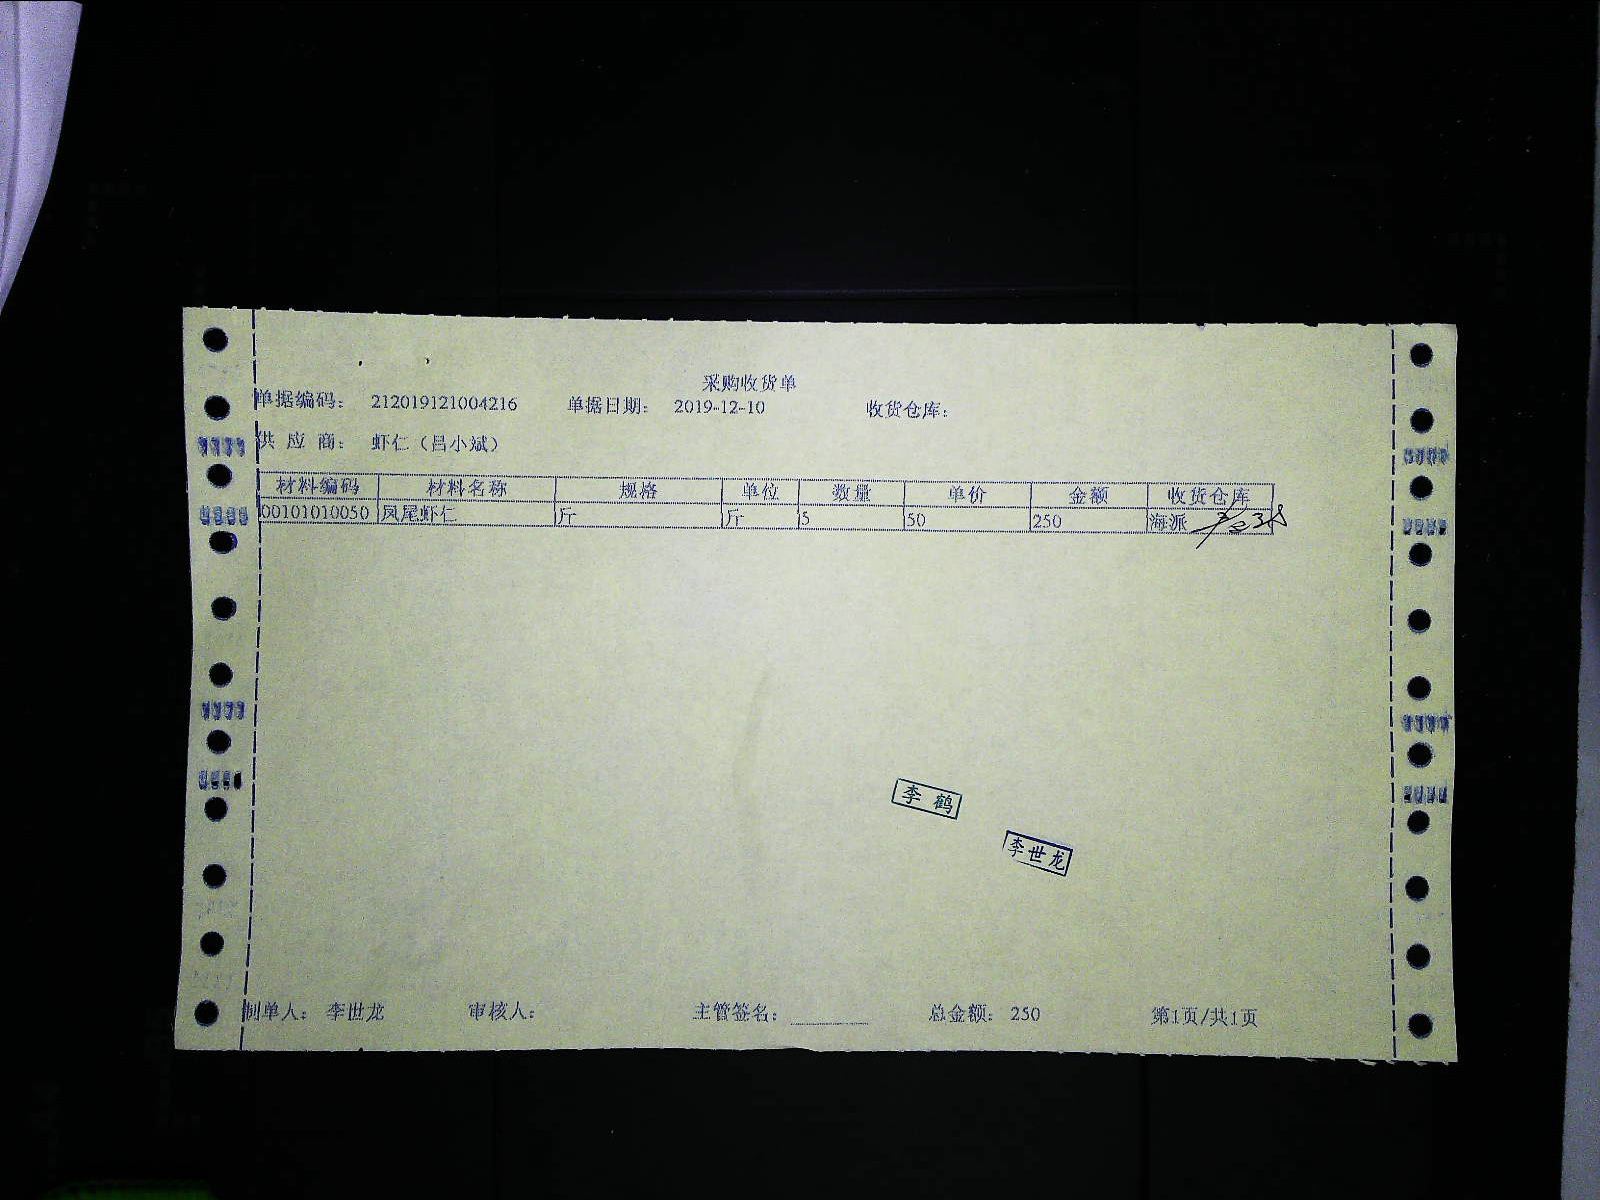 采购收货单
单据编码： 212019121004216 单据日期： 2019-12-10 收货仓库：
供应商： 虾仁（吕小斌）
材料编码 材料名称 规格 单位 数量 单价 金额 收货仓库
00101010050 凤尾虾仁 斤 斤 5 50 250 海派
李鹤
李世龙
制单人： 李世龙 审核人： 主管签名： 总金额： 250 第1页/共1页